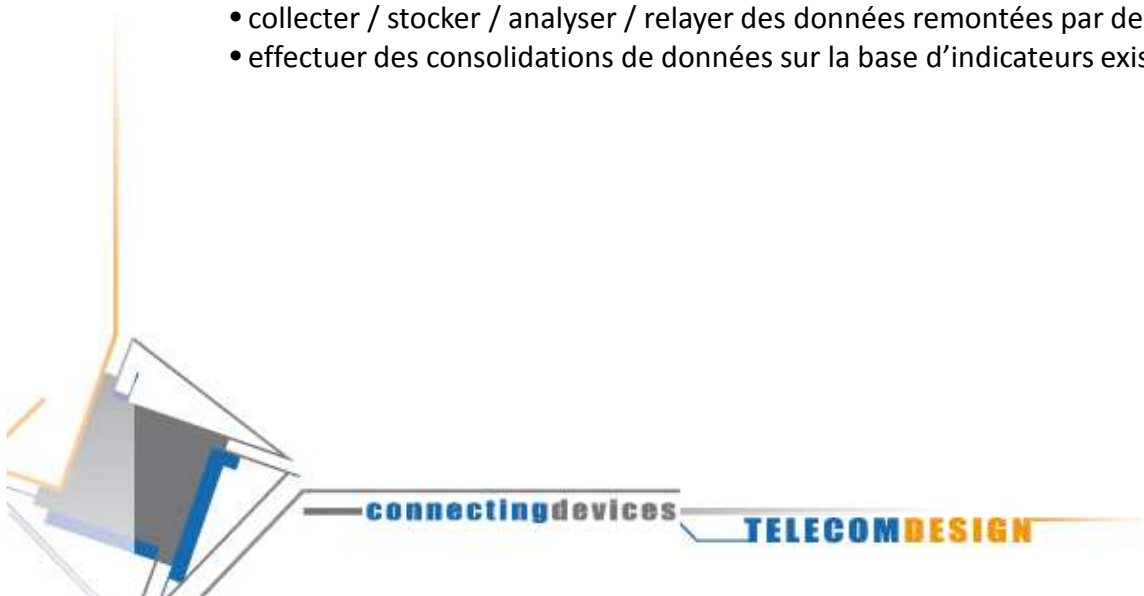 • collecter / stocker / analyser / relayer des données remontées par de
• effectuer des consolidations de données sur la base d’indicateurs exis
connectingdevices
TELECOMDESIGN